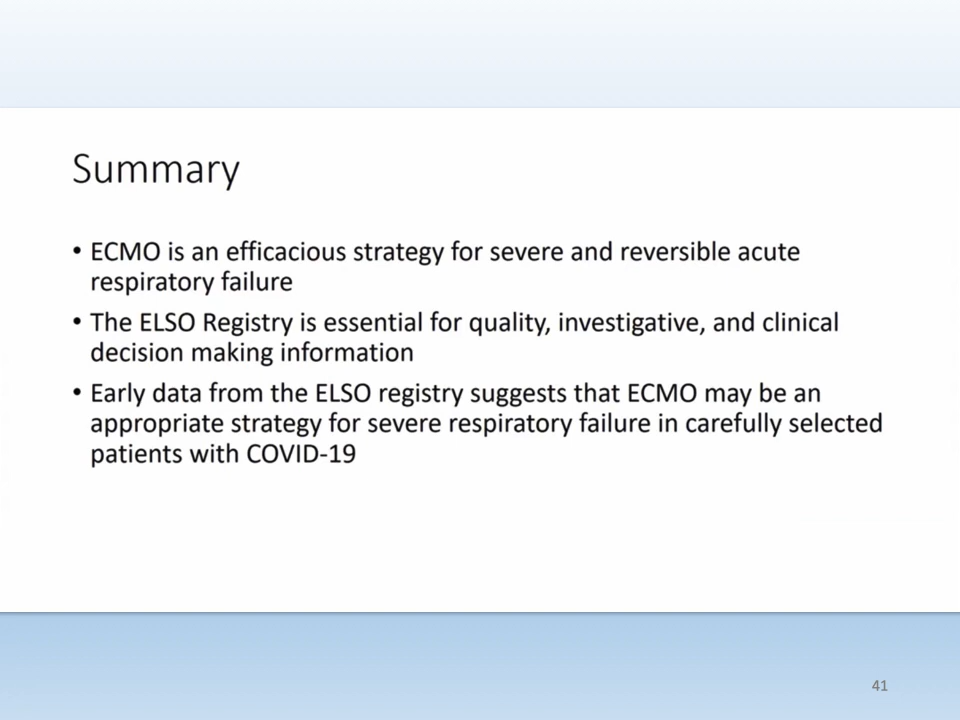 Summary
• ECMO is an efficacious strategy for severe and reversible acute
respiratory failure
• The ELSO Registry is essential for quality, investigative, and clinical
decision making information
• Early data from the ELSO registry suggests that ECMO may be an
appropriate strategy for severe respiratory failure in carefully selected
patients with COVID-19
41